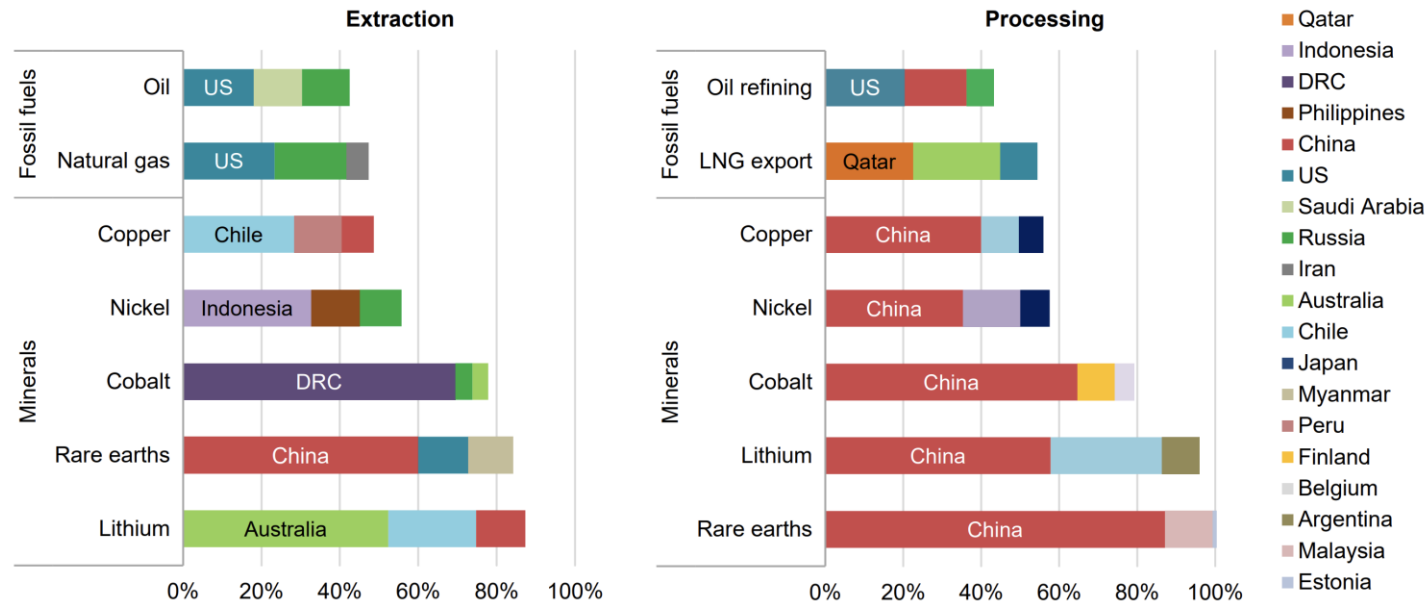 Extraction
Fossil fuels
Oil
US
Natural gas
US
Minerals
Copper
Chile
Nickel
Indonesia
Cobalt
DRC
Rare earths
China
Lithium
Australia
0% 20% 40% 60% 80% 100%
Processing
Fossil fuels
Oil refining
US
LNG export
Qatar
Minerals
Copper
China
Nickel
China
Cobalt
China
Lithium
China
Rare earths
China
0% 20% 40% 60% 80% 100%
Qatar
Indonesia
DRC
Philippines
China
US
Saudi Arabia
Russia
Iran
Australia
Chile
Japan
Myanmar
Peru
Finland
Belgium
Argentina
Malaysia
Estonia